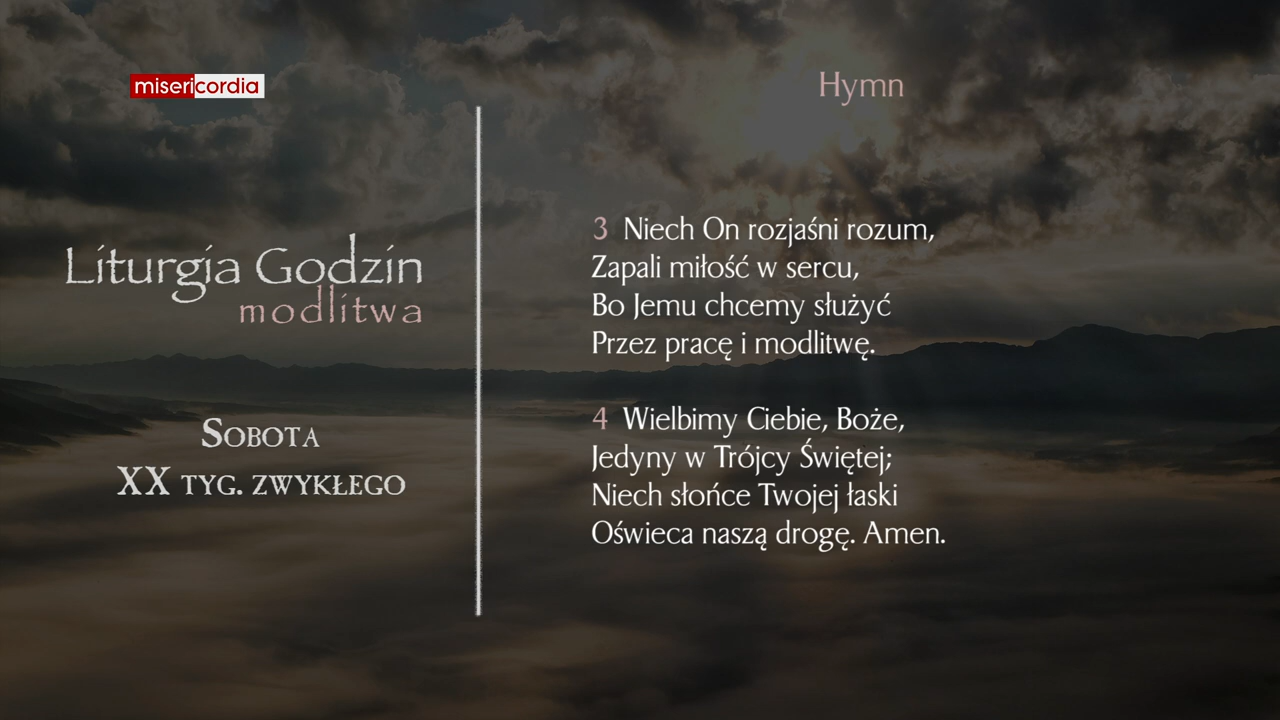 misericordia
Liturgia Godzin
modlitwa
Sobota
XX tyg. zwykłego
Hymn
3 Niech On rozjaśni rozum,
Zapali miłość w sercu,
Bo Jemu chcemy służyć
Przez pracę i modlitwę.
4 Wielbimy Ciebie, Boże,
Jedyny w Trójcy Świętej;
Niech słońce Twojej łaski
Oświeca naszą drogę. Amen.